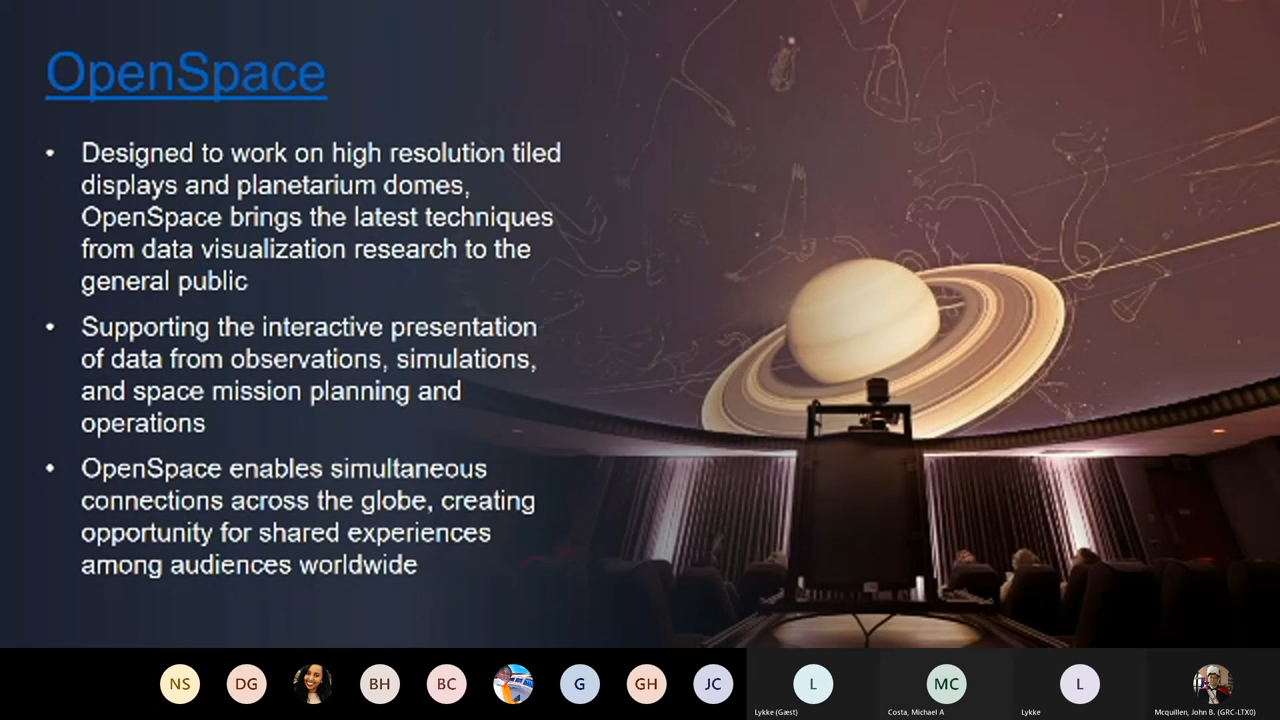 OpenSpace
• Designed to work on high resolution tiled
displays and planetarium domes,
OpenSpace brings the latest techniques
from data visualization research to the
general public
• Supporting the interactive presentation
of data from observations, simulations,
and space mission planning and
operations
• OpenSpace enables simultaneous
connections across the globe, creating
opportunity for shared experiences
among audiences worldwide
NS DG BH BC G GH JC L MC L
Lykke (Gæst) Costa, Michael A Lykke Mcquillen, John B. (GRC-LTX0)